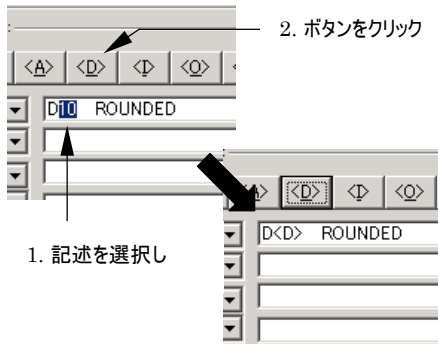 2. ボタンをクリック
<A> <D> <I> <O>
D10 ROUNDED
<A> <D> <I> <O>
1. 記述を選択し
D<D> ROUNDED